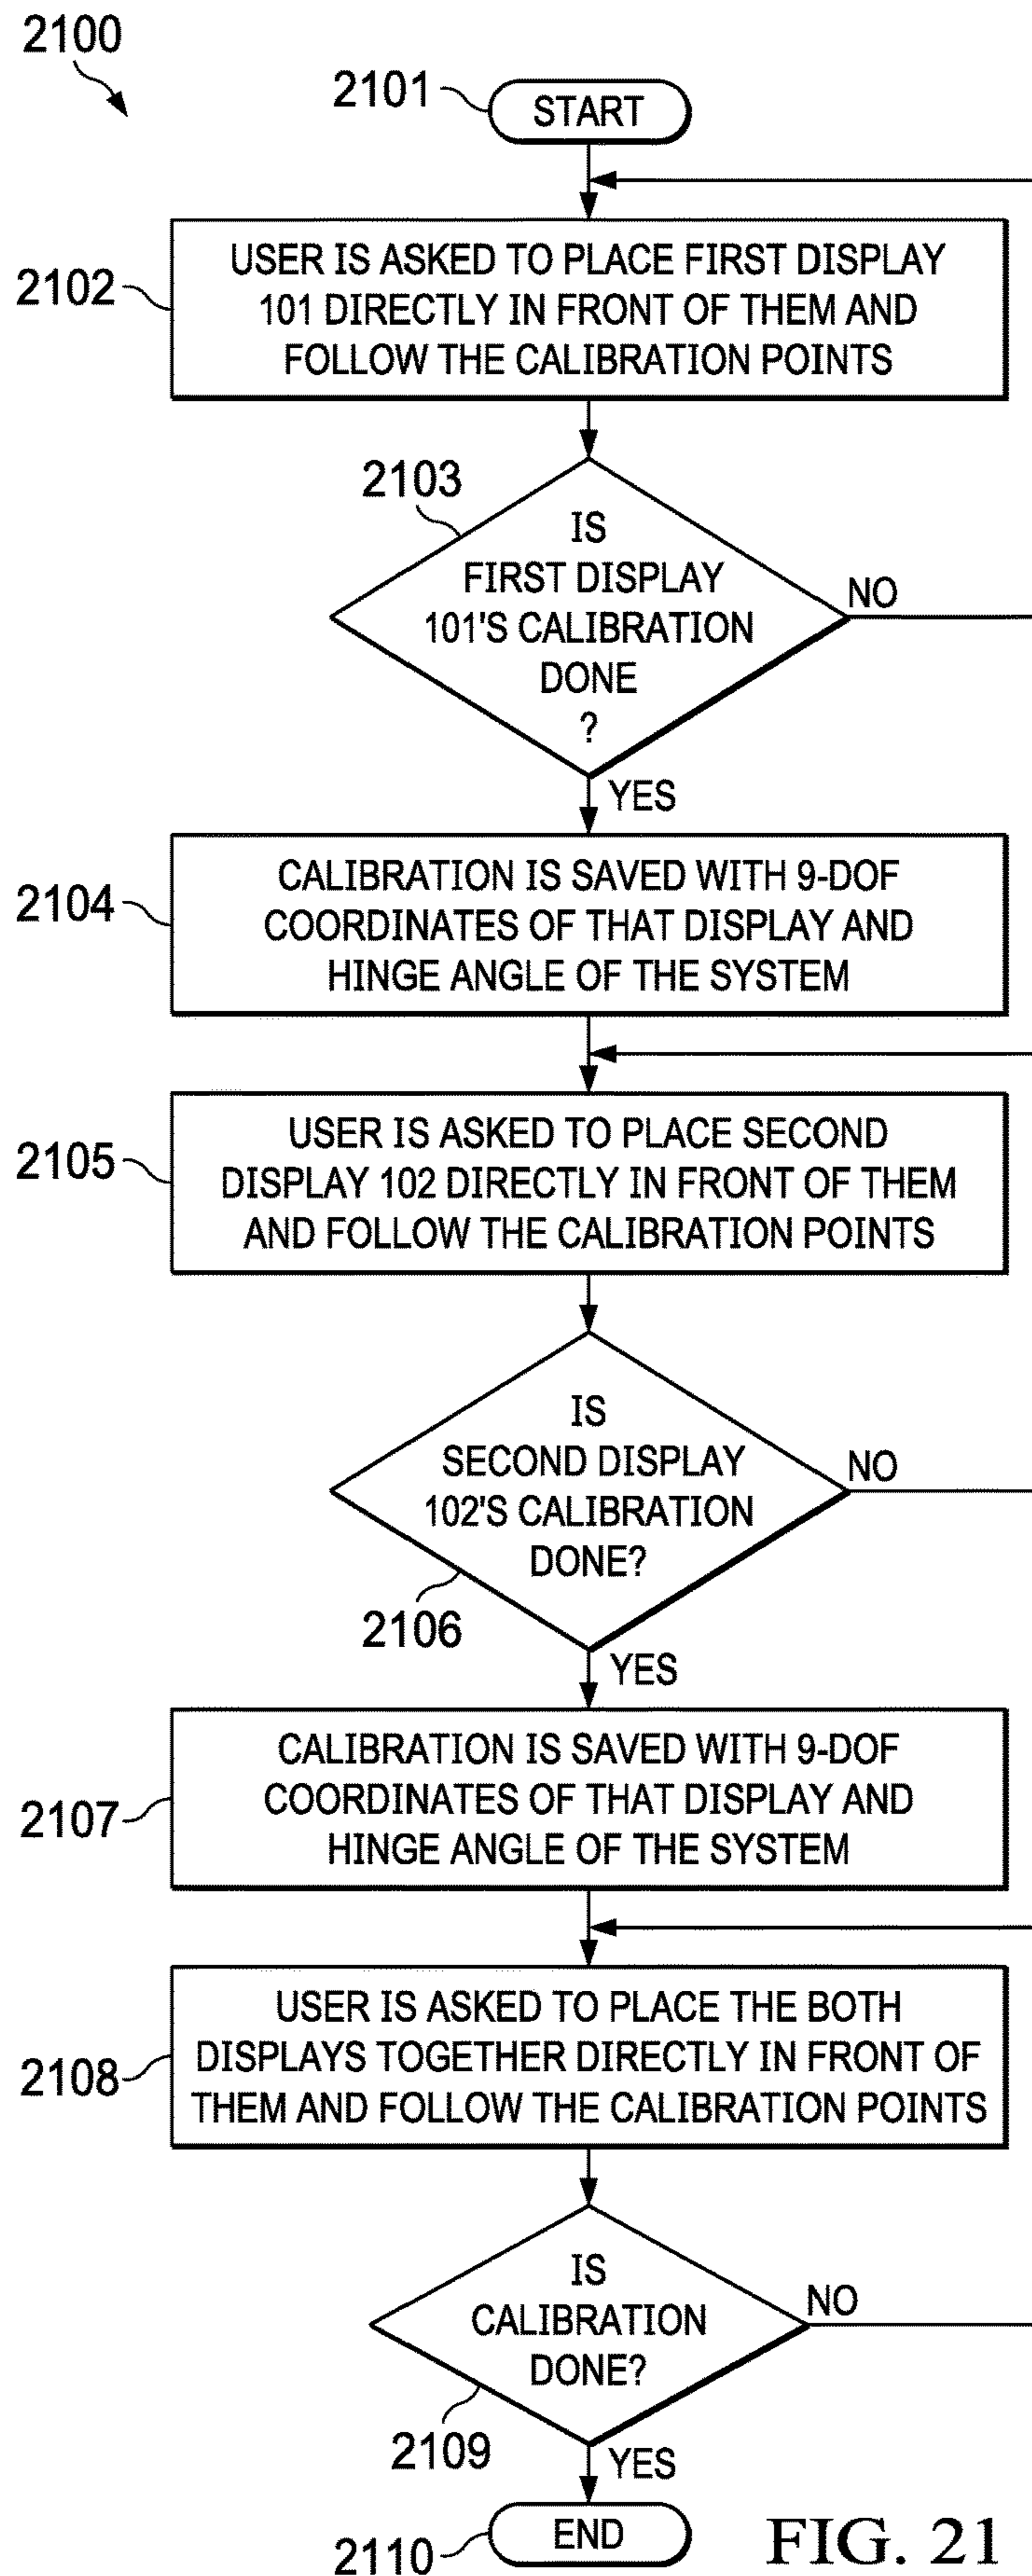 2100
2101
START
2102
USER IS ASKED TO PLACE FIRST DISPLAY
101 DIRECTLY IN FRONT OF THEM AND
FOLLOW THE CALIBRATION POINTS
2103
IS
FIRST DISPLAY
101'S CALIBRATION
DONE
?
NO
YES
2104
CALIBRATION IS SAVED WITH 9-DOF
COORDINATES OF THAT DISPLAY AND
HINGE ANGLE OF THE SYSTEM
2105
USER IS ASKED TO PLACE SECOND
DISPLAY 102 DIRECTLY IN FRONT OF THEM
AND FOLLOW THE CALIBRATION POINTS
IS
SECOND DISPLAY
102'S CALIBRATION
DONE?
NO
2106
YES
2107
CALIBRATION IS SAVED WITH 9-DOF
COORDINATES OF THAT DISPLAY AND
HINGE ANGLE OF THE SYSTEM
2108
USER IS ASKED TO PLACE THE BOTH
DISPLAYS TOGETHER DIRECTLY IN FRONT OF
THEM AND FOLLOW THE CALIBRATION POINTS
IS
CALIBRATION
DONE?
NO
2109
YES
2110
END
FIG. 21